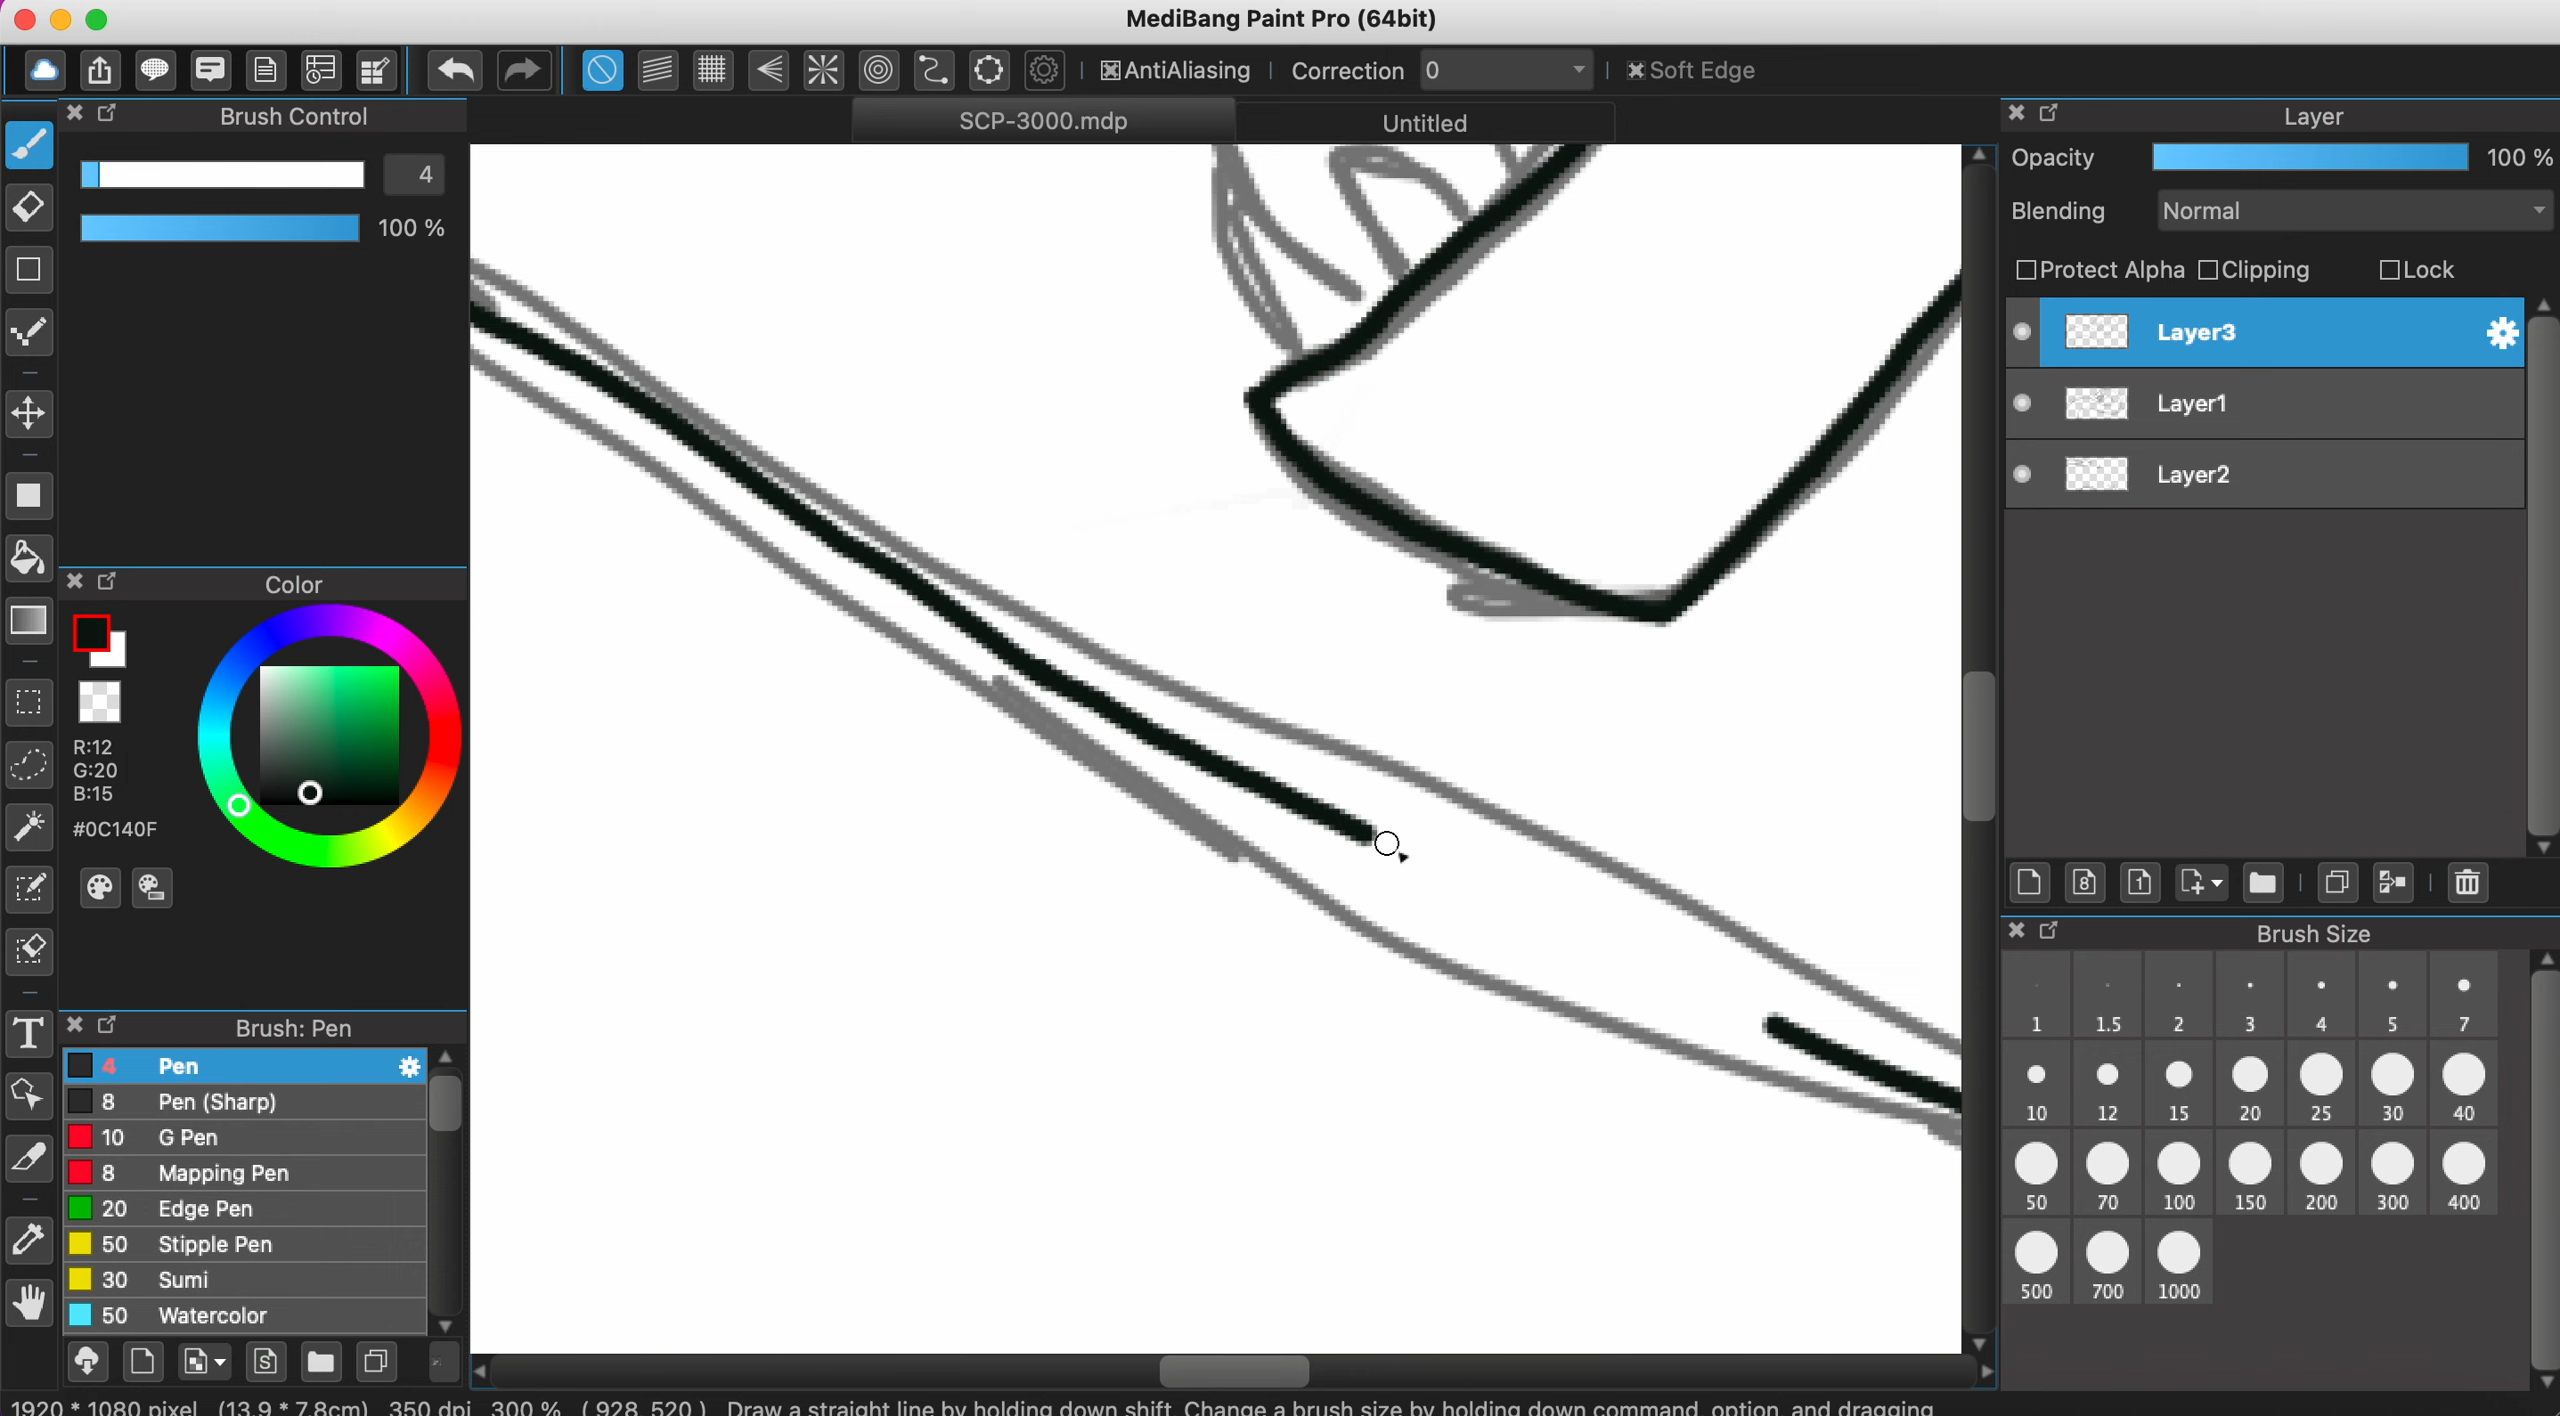 MediBang Paint Pro (64bit)
AntiAliasing
Correction
0
Soft Edge
Brush Control
SCP-3000.mdp
Untitled
Layer
4
100 %
Opacity
100 %
Blending
Normal
Protect Alpha
Clipping
Lock
Layer3
Layer1
Layer2
Color
R:12
G:20
B:15
#0C140F
8
1
Brush Size
1 1.5 2 3 4 5 7
10 12 15 20 25 30 40
50 70 100 150 200 300 400
500 700 1000
Brush: Pen
4 Pen
8 Pen (Sharp)
10 G Pen
8 Mapping Pen
20 Edge Pen
50 Stipple Pen
30 Sumi
50 Watercolor
T
S
1920 * 1080 pixel (13.9 * 7.8cm) 350 dpi 300 % ( 928, 520 ) Draw a straight line by holding down shift, Change a brush size by holding down command, option, and dragging